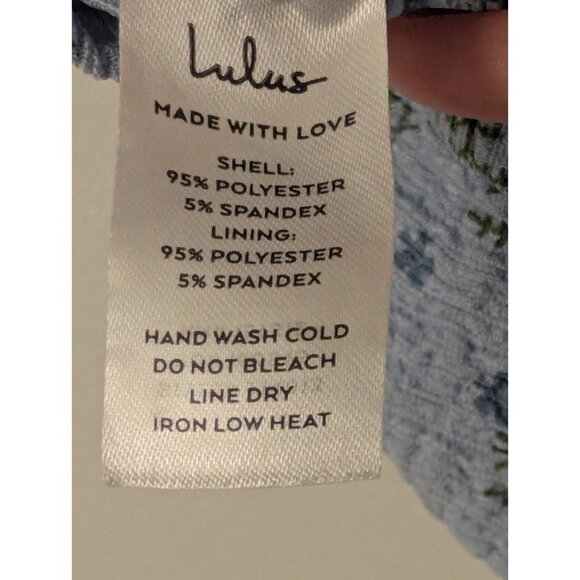 Lulus
MADE WITH LOVE
SHELL:
95% POLYESTER
5% SPANDEX
LINING:
95% POLYESTER
5% SPANDEX
HAND WASH COLD
DO NOT BLEACH
LINE DRY
IRON LOW HEAT